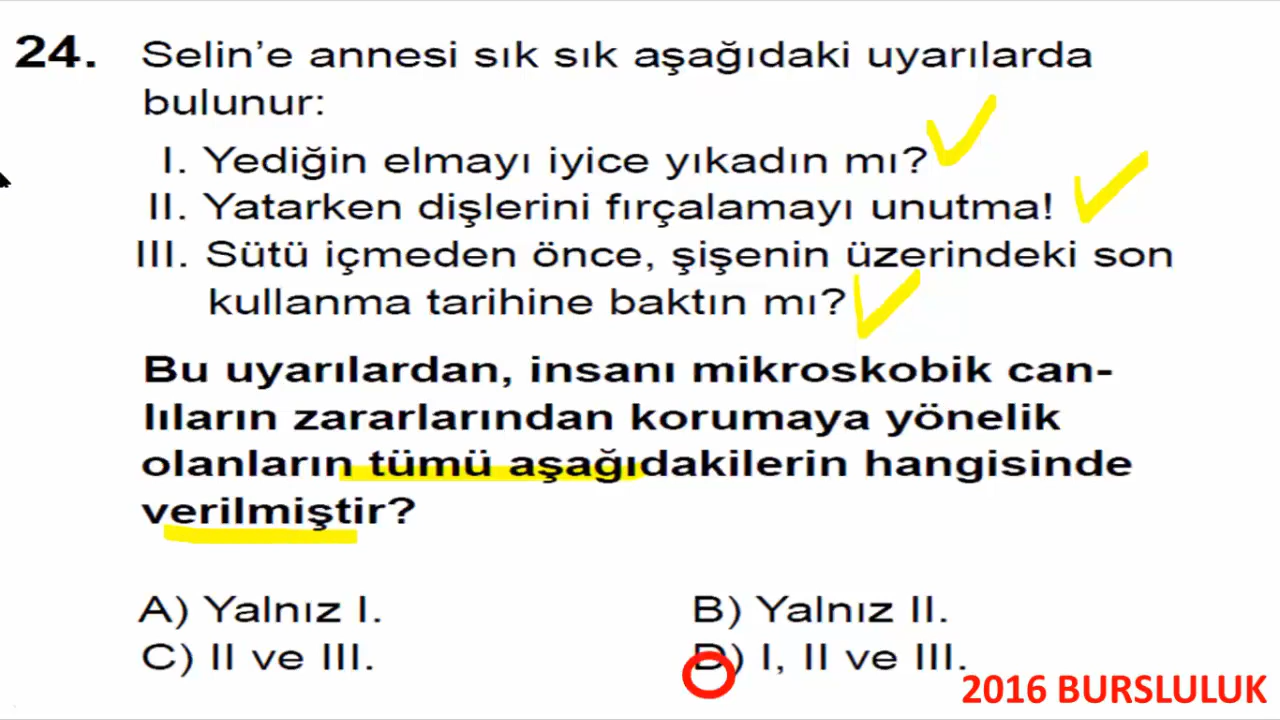 24. Selin’e annesi sık sık aşağıdaki uyarılarda
bulunur:
I. Yediğin elmayı iyice yıkadın mı?
II. Yatarken dişlerini fırçalamayı unutma!
III. Sütü içmeden önce, şişenin üzerindeki son
kullanma tarihine baktın mı?
Bu uyarılardan, insanı mikroskobik can-
lıların zararlarından korumaya yönelik
olanların tümü aşağıdakilerin hangisinde
verilmiştir?
A) Yalnız I. B) Yalnız II.
C) II ve III. D) I, II ve III.
2016 BURSLULUK